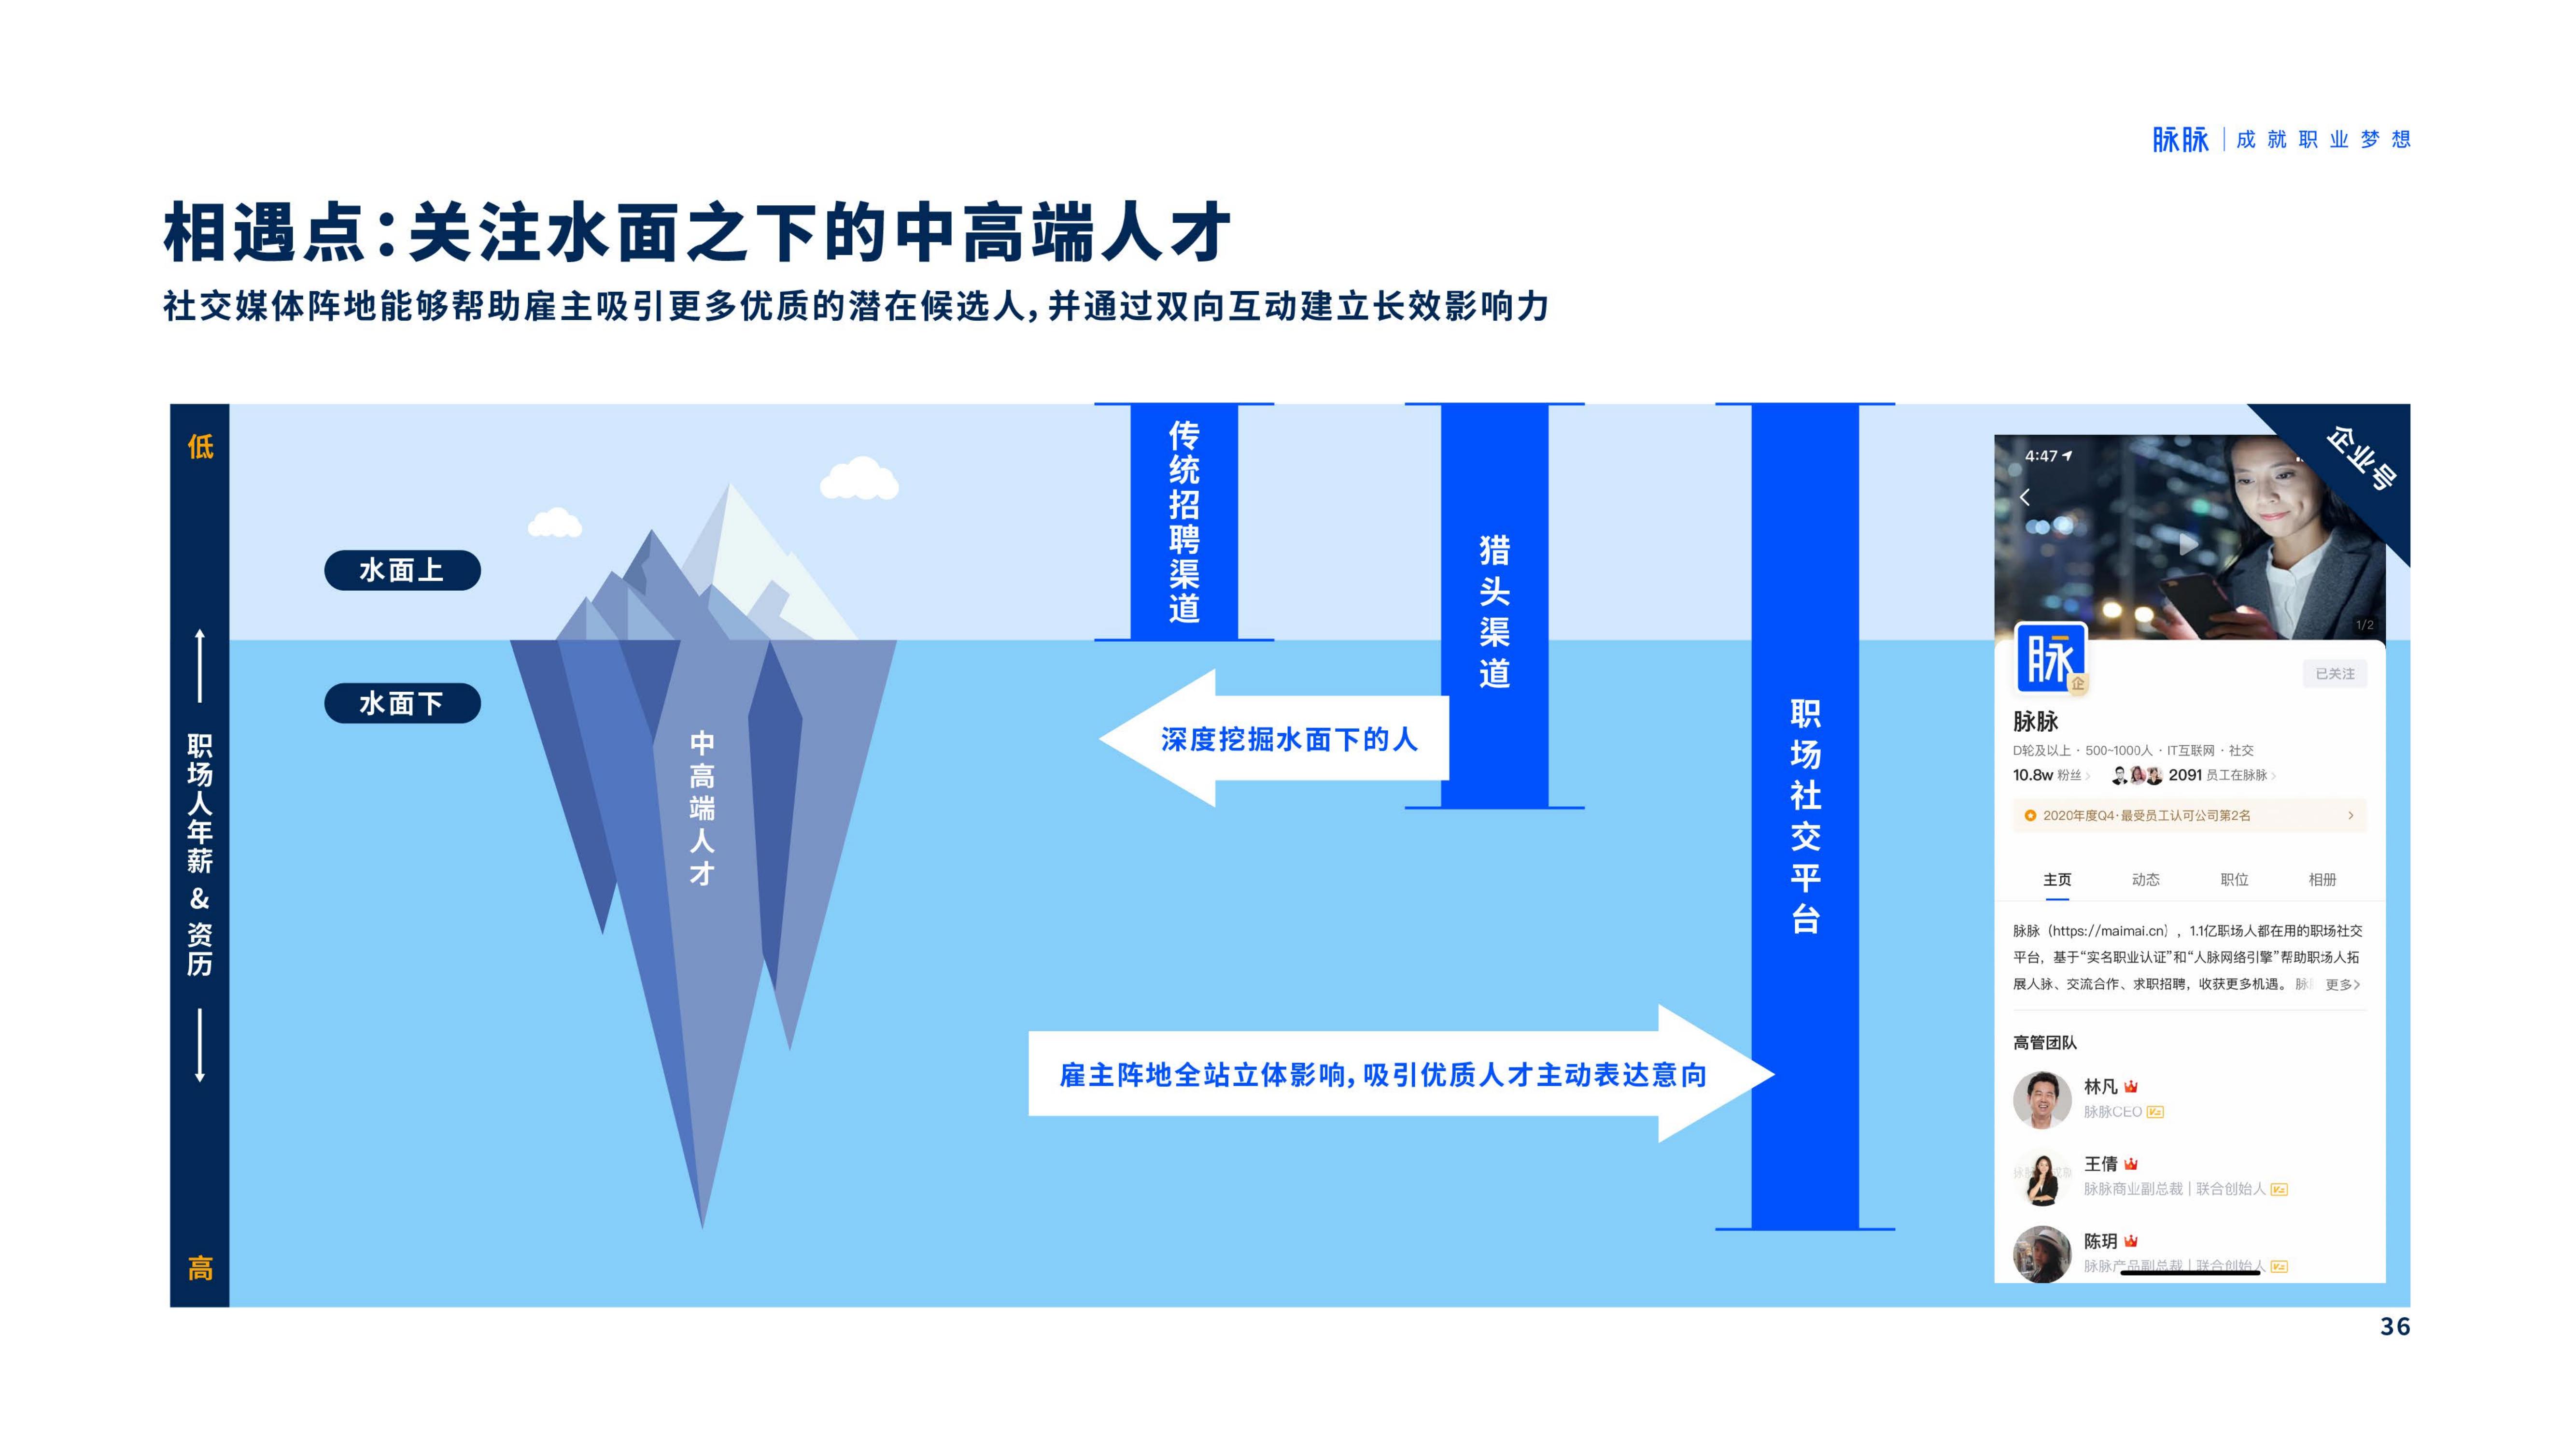 脉脉 | 成就职业梦想
相遇点：关注水面之下的中高端人才
社交媒体阵地能够帮助雇主吸引更多优质的潜在候选人，并通过双向互动建立长效影响力
低
职场人年薪 & 资历
高
水面上
水面下
中高端人才
传统招聘渠道
猎头渠道
职场社交平台
深度挖掘水面下的人
雇主阵地全站立体影响，吸引优质人才主动表达意向
企业号
4:47
1/2
脉
企
已关注
脉脉
D轮及以上 · 500~1000人 · IT互联网 · 社交
10.8w 粉丝 2091 员工在脉脉
2020年度Q4·最受员工认可公司第2名
主页 动态 职位 相册
脉脉（https://maimai.cn），1.1亿职场人都在用的职场社交
平台，基于“实名职业认证”和“人脉网络引擎”帮助职场人拓
展人脉、交流合作、求职招聘，收获更多机遇。 更多
高管团队
林凡
脉脉CEO
王倩
脉脉商业副总裁 | 联合创始人
陈玥
脉脉产品副总裁 | 联合创始人
36